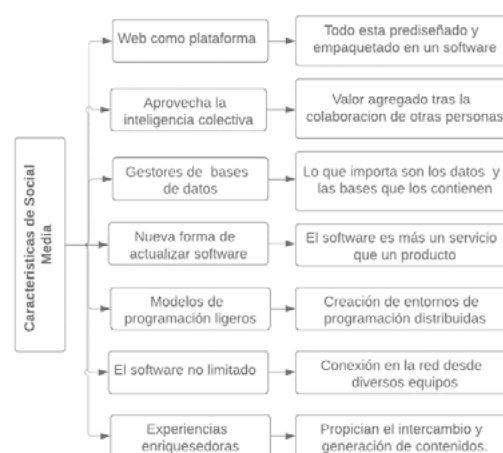 Características de Social
Media
Web como plataforma
Todo esta prediseñado y
empaquetado en un software
Aprovecha la
inteligencia colectiva
Valor agregado tras la
colaboracion de otras personas
Gestores de bases
de datos
Lo que importa son los datos y
las bases que los contienen
Nueva forma de
actualizar software
El software es más un servicio
que un producto
Modelos de
programación ligeros
Creación de entornos de
programación distribuidas
El software no limitado
Conexión en la red desde
diversos equipos
Experiencias
enriquesedoras
Propician el intercambio y
generación de contenidos.